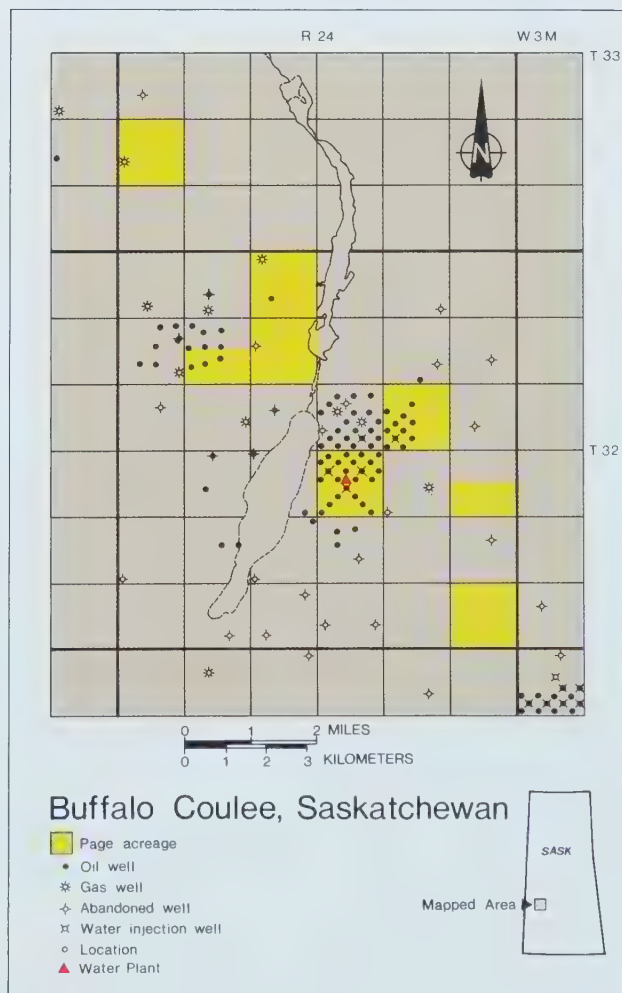 R 24 W 3 M
T 33
N
T 32
0 1 2 MILES
0 1 2 3 KILOMETERS
Buffalo Coulee, Saskatchewan
Page acreage
Oil well
Gas well
Abandoned well
Water injection well
Location
Water Plant
SASK
Mapped Area